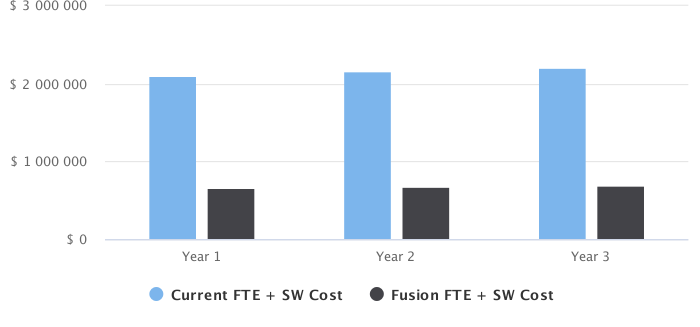 $ 3 000 000
$ 2 000 000
$ 1 000 000
$ 0
Year 1 Year 2 Year 3
Current FTE + SW Cost Fusion FTE + SW Cost